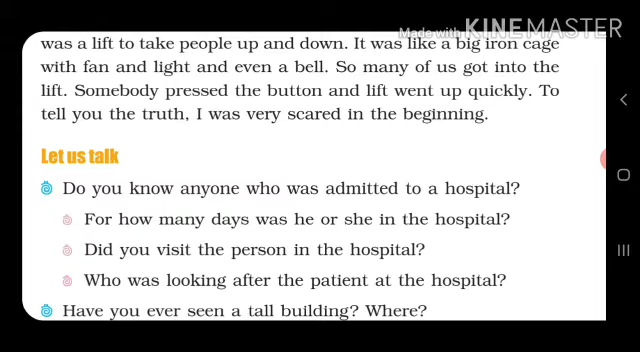 Made with KINEMASTER
was a lift to take people up and down. It was like a big iron cage
with fan and light and even a bell. So many of us got into the
lift. Somebody pressed the button and lift went up quickly. To
tell you the truth, I was very scared in the beginning.
Let us talk
Do you know anyone who was admitted to a hospital?
For how many days was he or she in the hospital?
Did you visit the person in the hospital?
Who was looking after the patient at the hospital?
Have you ever seen a tall building? Where?